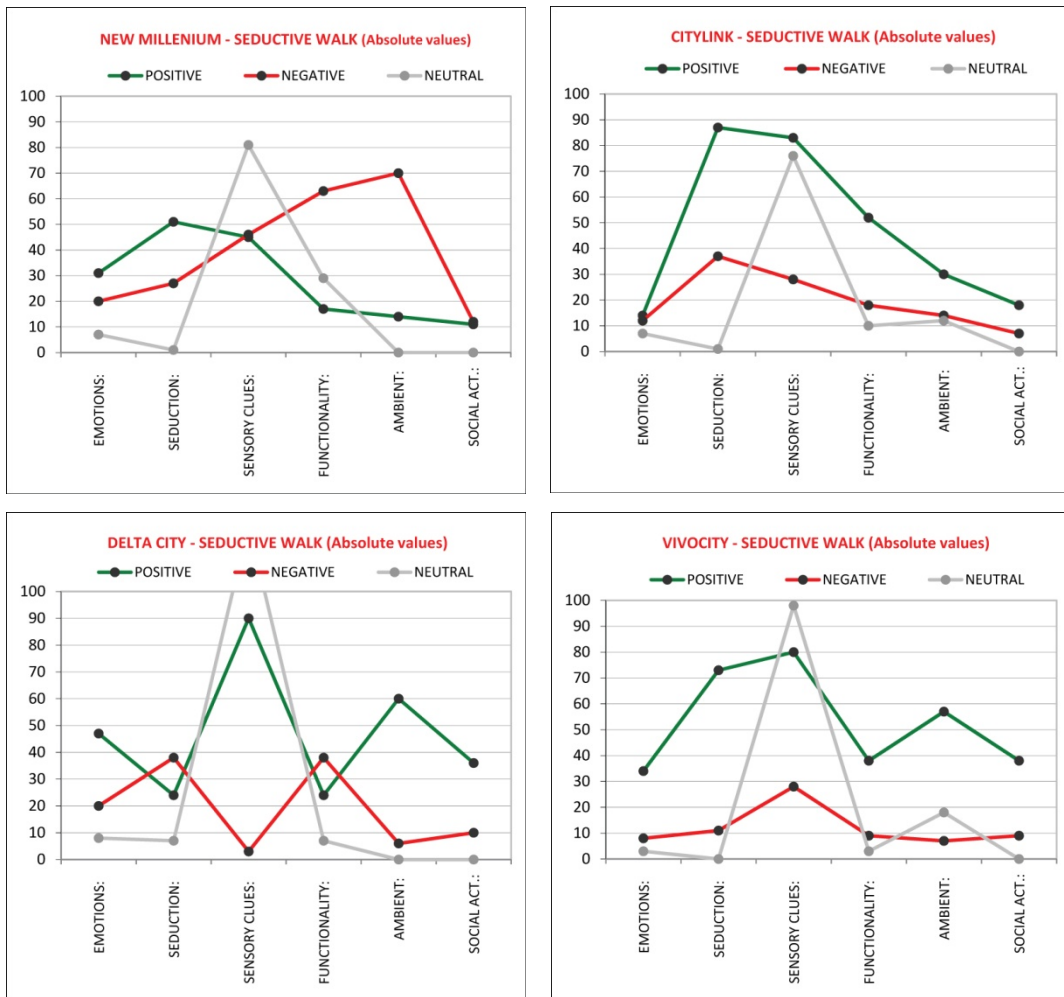 NEW MILLENIUM - SEDUCTIVE WALK (Absolute values)
POSITIVE NEGATIVE NEUTRAL
100
90
80
70
60
50
40
30
20
10
0
EMOTIONS:
SEDUCTION:
SENSORY CLUES:
FUNCTIONALITY:
AMBIENT:
SOCIAL ACT.:
CITYLINK - SEDUCTIVE WALK (Absolute values)
POSITIVE NEGATIVE NEUTRAL
100
90
80
70
60
50
40
30
20
10
0
EMOTIONS:
SEDUCTION:
SENSORY CLUES:
FUNCTIONALITY:
AMBIENT:
SOCIAL ACT.:
DELTA CITY - SEDUCTIVE WALK (Absolute values)
POSITIVE NEGATIVE NEUTRAL
100
90
80
70
60
50
40
30
20
10
0
EMOTIONS:
SEDUCTION:
SENSORY CLUES:
FUNCTIONALITY:
AMBIENT:
SOCIAL ACT.:
VIVOCITY - SEDUCTIVE WALK (Absolute values)
POSITIVE NEGATIVE NEUTRAL
100
90
80
70
60
50
40
30
20
10
0
EMOTIONS:
SEDUCTION:
SENSORY CLUES:
FUNCTIONALITY:
AMBIENT:
SOCIAL ACT.: